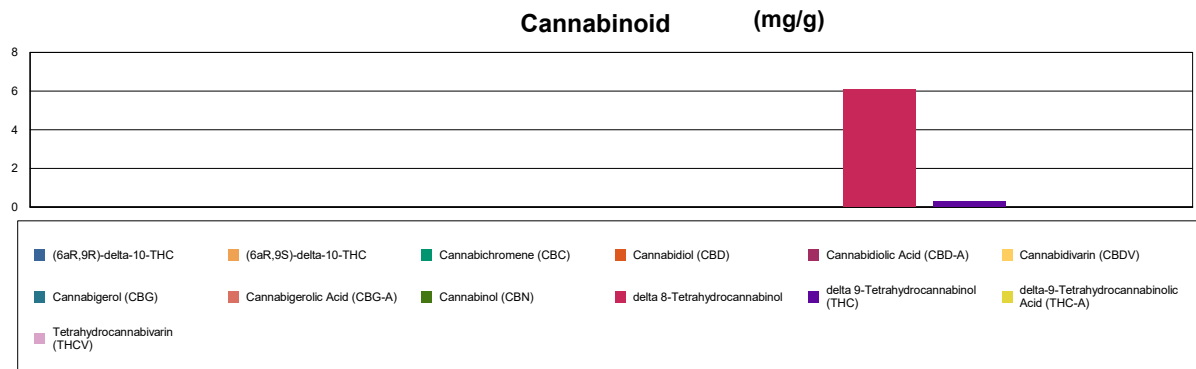 Cannabinoid (mg/g)
8
6
4
2
0
(6aR,9R)-delta-10-THC
(6aR,9S)-delta-10-THC
Cannabichromene (CBC)
Cannabidiol (CBD)
Cannabidiolic Acid (CBD-A)
Cannabidivarin (CBDV)
Cannabigerol (CBG)
Cannabigerolic Acid (CBG-A)
Cannabinol (CBN)
delta 8-Tetrahydrocannabinol
delta 9-Tetrahydrocannabinol
(THC)
delta-9-Tetrahydrocannabinolic
Acid (THC-A)
Tetrahydrocannabivarin
(THCV)